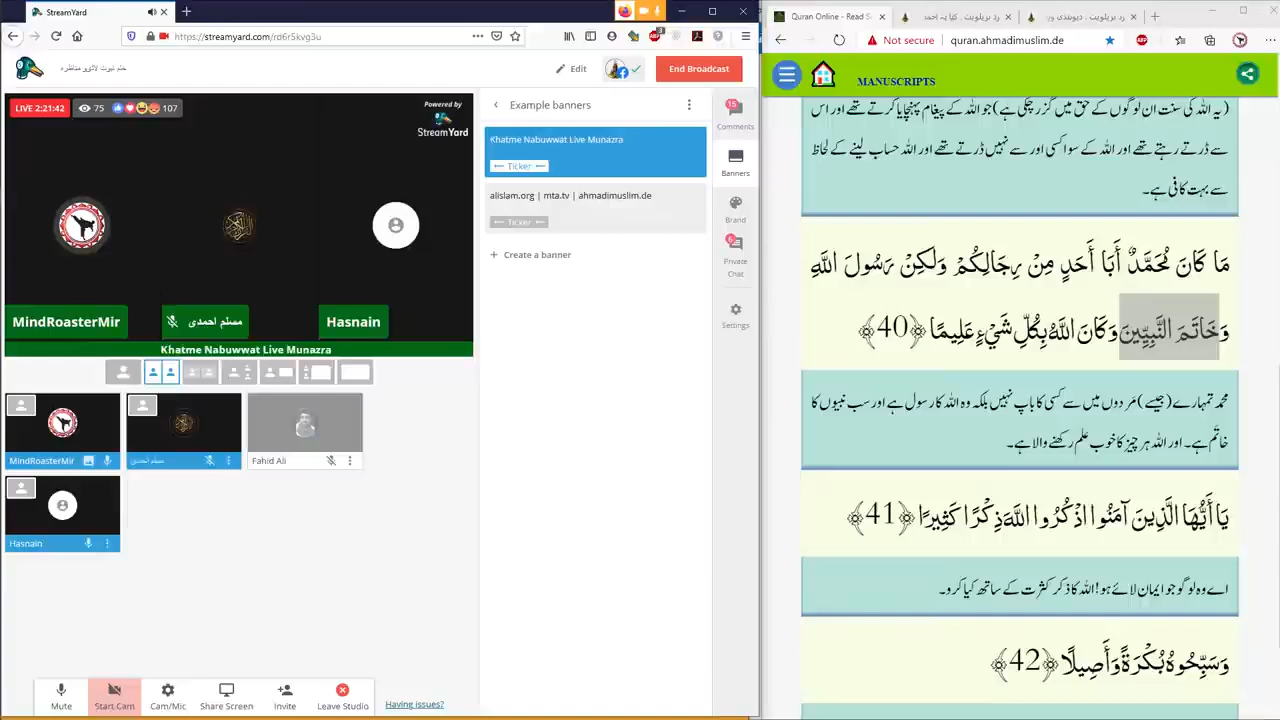 StreamYard
https://streamyard.com/rd6r5kvg3u
ختم نبوت لائیو مناظرہ
Edit
End Broadcast
LIVE 2:21:42
75
107
Powered by
StreamYard
MindRoasterMir
مسلم احمدی
Hasnain
Khatme Nabuwwat Live Munazra
MindRoasterMir
مسلم احمدی
Fahid Ali
Hasnain
Mute
Start Cam
Cam/Mic
Share Screen
Invite
Leave Studio
Having issues?
Example banners
Khatme Nabuwwat Live Munazra
Ticker
alislam.org | mta.tv | ahmadimuslim.de
Ticker
+ Create a banner
15
Comments
Banners
Brand
6
Private
Chat
Settings
Quran Online - Read S
Not secure
quran.ahmadimuslim.de
MANUSCRIPTS
(یہ اللہ کی سنت ان لوگوں کے حق میں گزر چکی ہے) جو اللہ کے پیغام پہنچایا کرتے تھے اور اس
سے ڈرتے رہتے تھے اور اللہ کے سوا کسی اور سے نہیں ڈرتے تھے اور اللہ حساب لینے کے لحاظ
سے بہت کافی ہے۔
مَا كَانَ مُحَمَّدٌ أَبَا أَحَدٍ مِنْ رِجَالِكُمْ وَلَكِنْ رَسُولَ اللَّهِ
وَخَاتَمَ النَّبِيِّينَ وَكَانَ اللَّهُ بِكُلِّ شَيْءٍ عَلِيمًا ﴿40﴾
محمد تمہارے (جیسے) مَردوں میں سے کسی کا باپ نہیں بلکہ وہ اللہ کا رسول ہے اور سب نبیوں کا
خاتَم ہے۔ اور اللہ ہر چیز کا خوب علم رکھنے والا ہے۔
يَا أَيُّهَا الَّذِينَ آمَنُوا اذْكُرُوا اللَّهَ ذِكْرًا كَثِيرًا ﴿41﴾
اے وہ لوگو جو ایمان لائے ہو! اللہ کا ذکر کثرت کے ساتھ کیا کرو۔
وَسَبِّحُوهُ بُكْرَةً وَأَصِيلًا ﴿42﴾